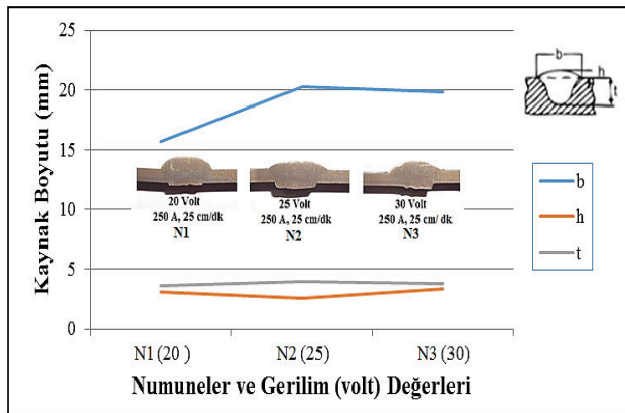 25
20
15
10
5
0
Kaynak Boyutu (mm)
b
h
t
20 Volt
250 A, 25 cm/dk
N1
25 Volt
250 A, 25 cm/dk
N2
30 Volt
250 A, 25 cm/ dk
N3
b
h
t
N1 (20 )
N2 (25)
N3 (30)
Numuneler ve Gerilim (volt) Değerleri